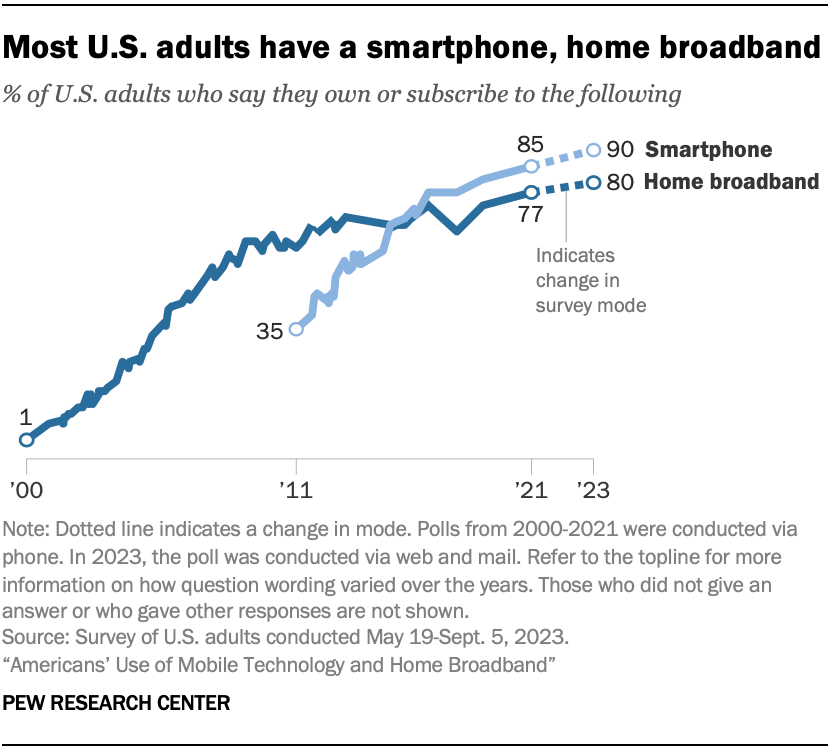 Most U.S. adults have a smartphone, home broadband
% of U.S. adults who say they own or subscribe to the following
85
90 Smartphone
80 Home broadband
77
Indicates
change in
survey mode
35
1
’00 ’11 ’21 ’23
Note: Dotted line indicates a change in mode. Polls from 2000-2021 were conducted via
phone. In 2023, the poll was conducted via web and mail. Refer to the topline for more
information on how question wording varied over the years. Those who did not give an
answer or who gave other responses are not shown.
Source: Survey of U.S. adults conducted May 19-Sept. 5, 2023.
“Americans’ Use of Mobile Technology and Home Broadband”
PEW RESEARCH CENTER